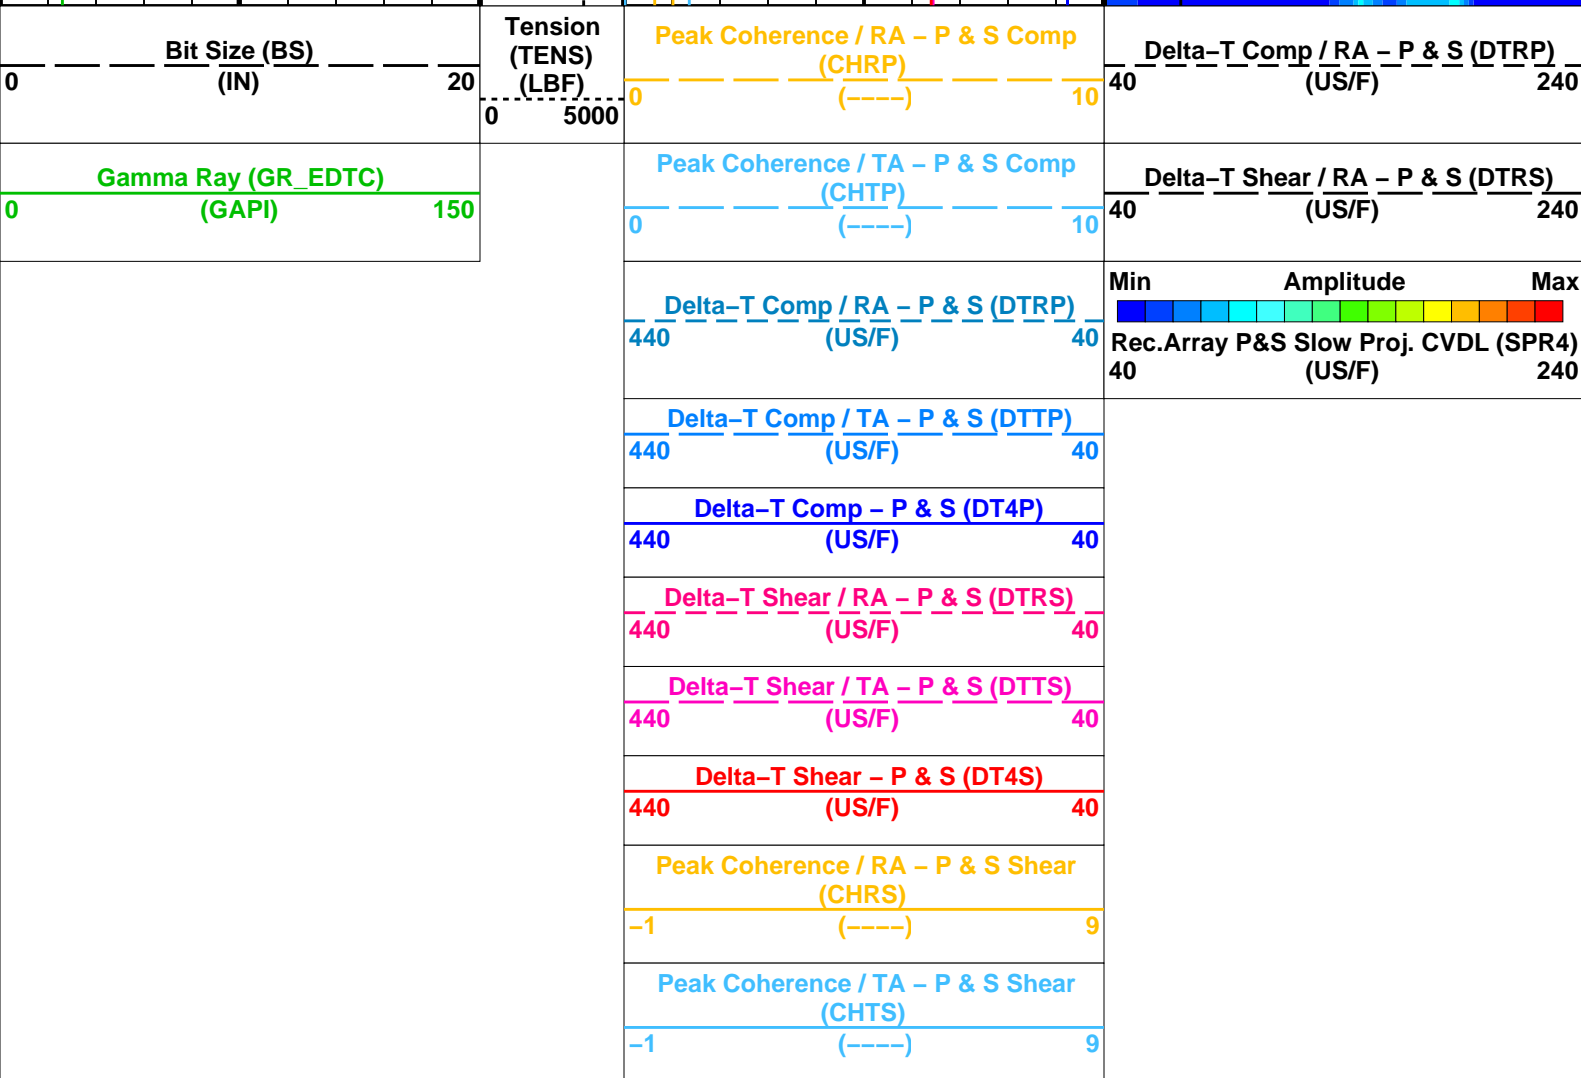 Bit Size (BS)
0 (IN) 20
Gamma Ray (GR_EDTC)
0 (GAPI) 150
Tension
(TENS)
(LBF)
0 5000
Peak Coherence / RA – P & S Comp
(CHRP)
0 (––––) 10
Peak Coherence / TA – P & S Comp
(CHTP)
0 (––––) 10
Delta–T Comp / RA – P & S (DTRP)
440 (US/F) 40
Delta–T Comp / TA – P & S (DTTP)
440 (US/F) 40
Delta–T Comp – P & S (DT4P)
440 (US/F) 40
Delta–T Shear / RA – P & S (DTRS)
440 (US/F) 40
Delta–T Shear / TA – P & S (DTTS)
440 (US/F) 40
Delta–T Shear – P & S (DT4S)
440 (US/F) 40
Peak Coherence / RA – P & S Shear
(CHRS)
–1 (––––) 9
Peak Coherence / TA – P & S Shear
(CHTS)
–1 (––––) 9
Delta–T Comp / RA – P & S (DTRP)
40 (US/F) 240
Delta–T Shear / RA – P & S (DTRS)
40 (US/F) 240
Min Amplitude Max
Rec.Array P&S Slow Proj. CVDL (SPR4)
40 (US/F) 240